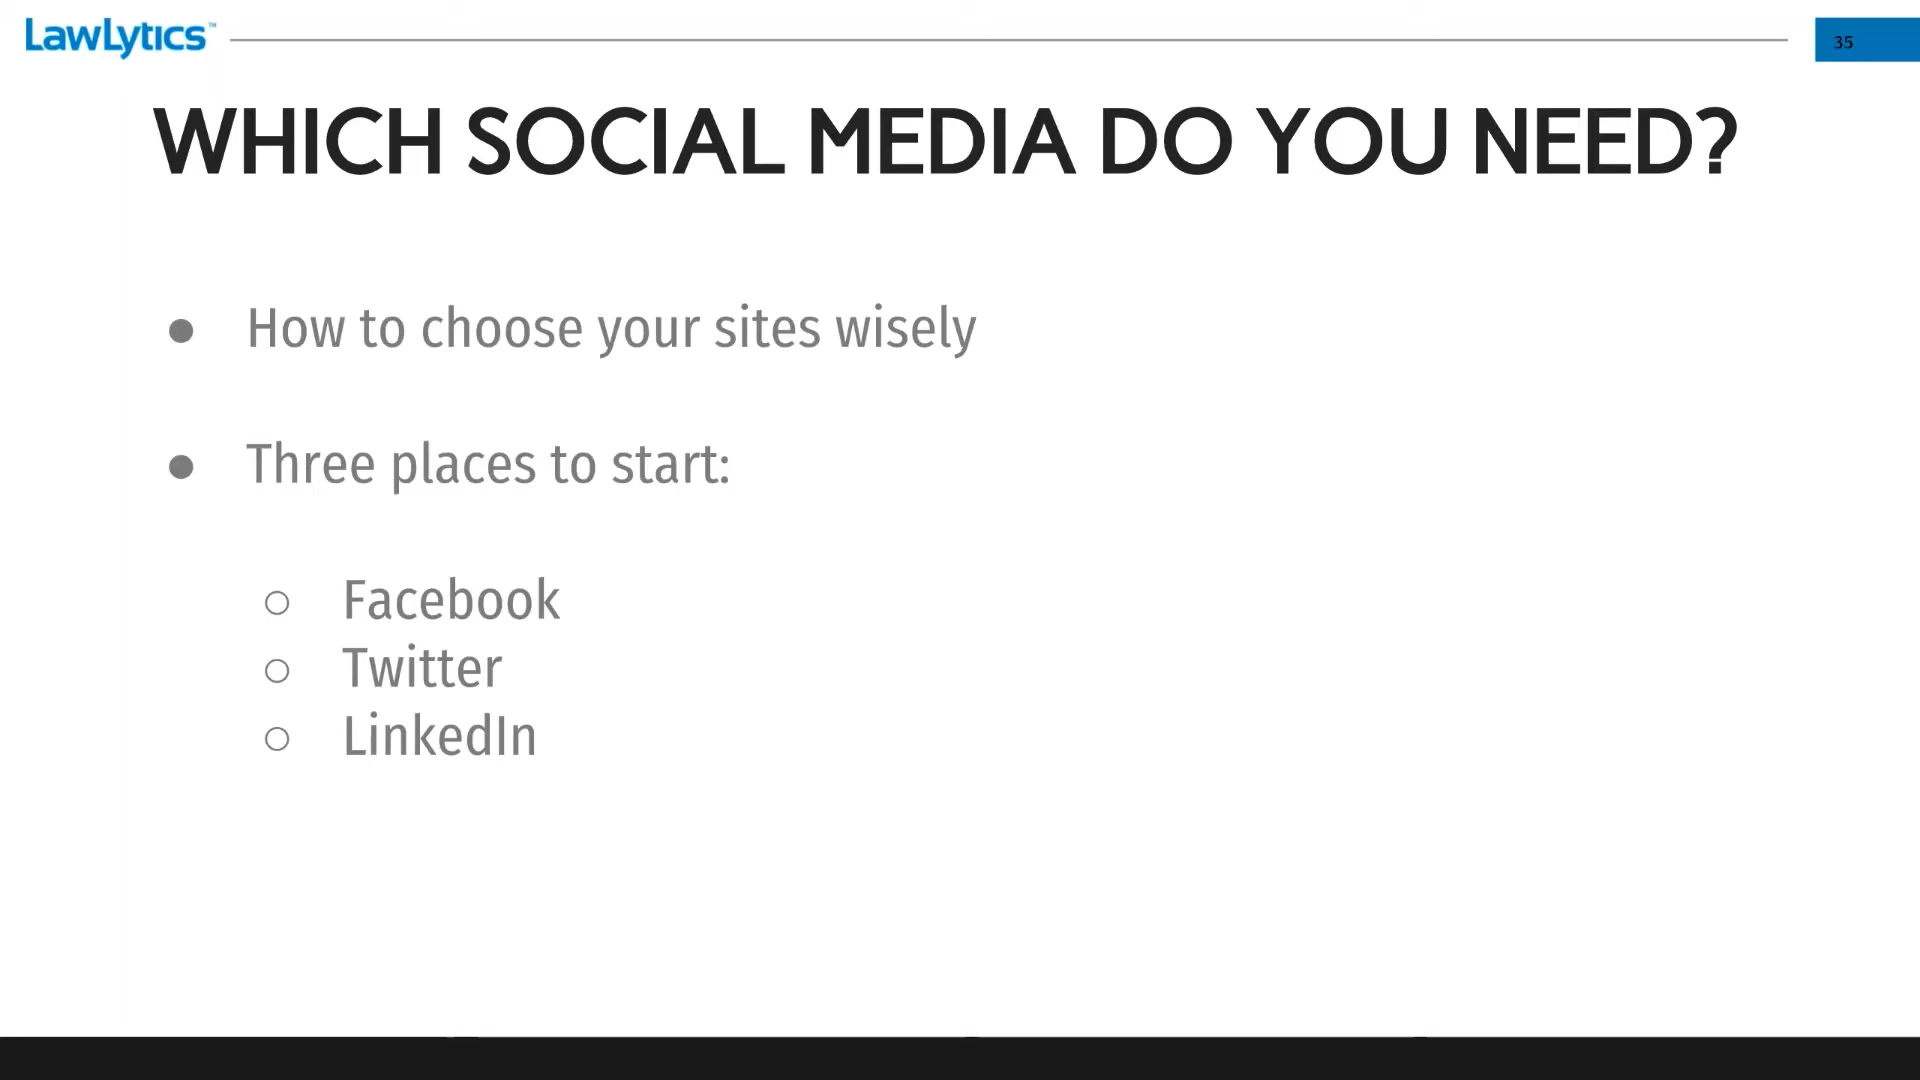 LawLytics™
35
WHICH SOCIAL MEDIA DO YOU NEED?
● How to choose your sites wisely
● Three places to start:
○ Facebook
○ Twitter
○ LinkedIn